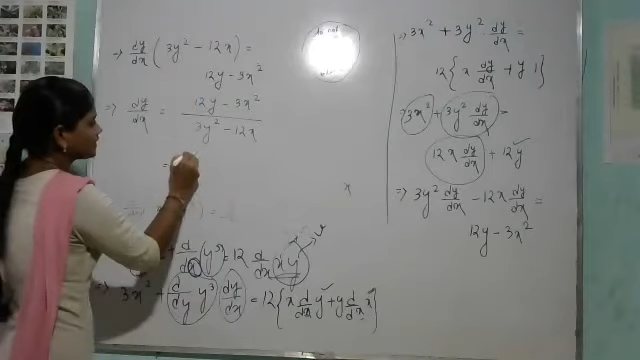 ⇒ dy/dx (3y² − 12x) =
12y − 3x²
⇒ dy/dx = (12y − 3x²)/(3y² − 12x)
=
d/dx (y³) = 12 d/dx x y
⇒ 3x² + d/dy y³ dy/dx = 12{x d/dx y + y d/dx x}
⇒ 3x² + 3y² dy/dx =
12{x dy/dx + y 1}
⇒ 3x² + 3y² dy/dx =
12x dy/dx + 12y
⇒ 3y² dy/dx − 12x dy/dx =
12y − 3x²
x